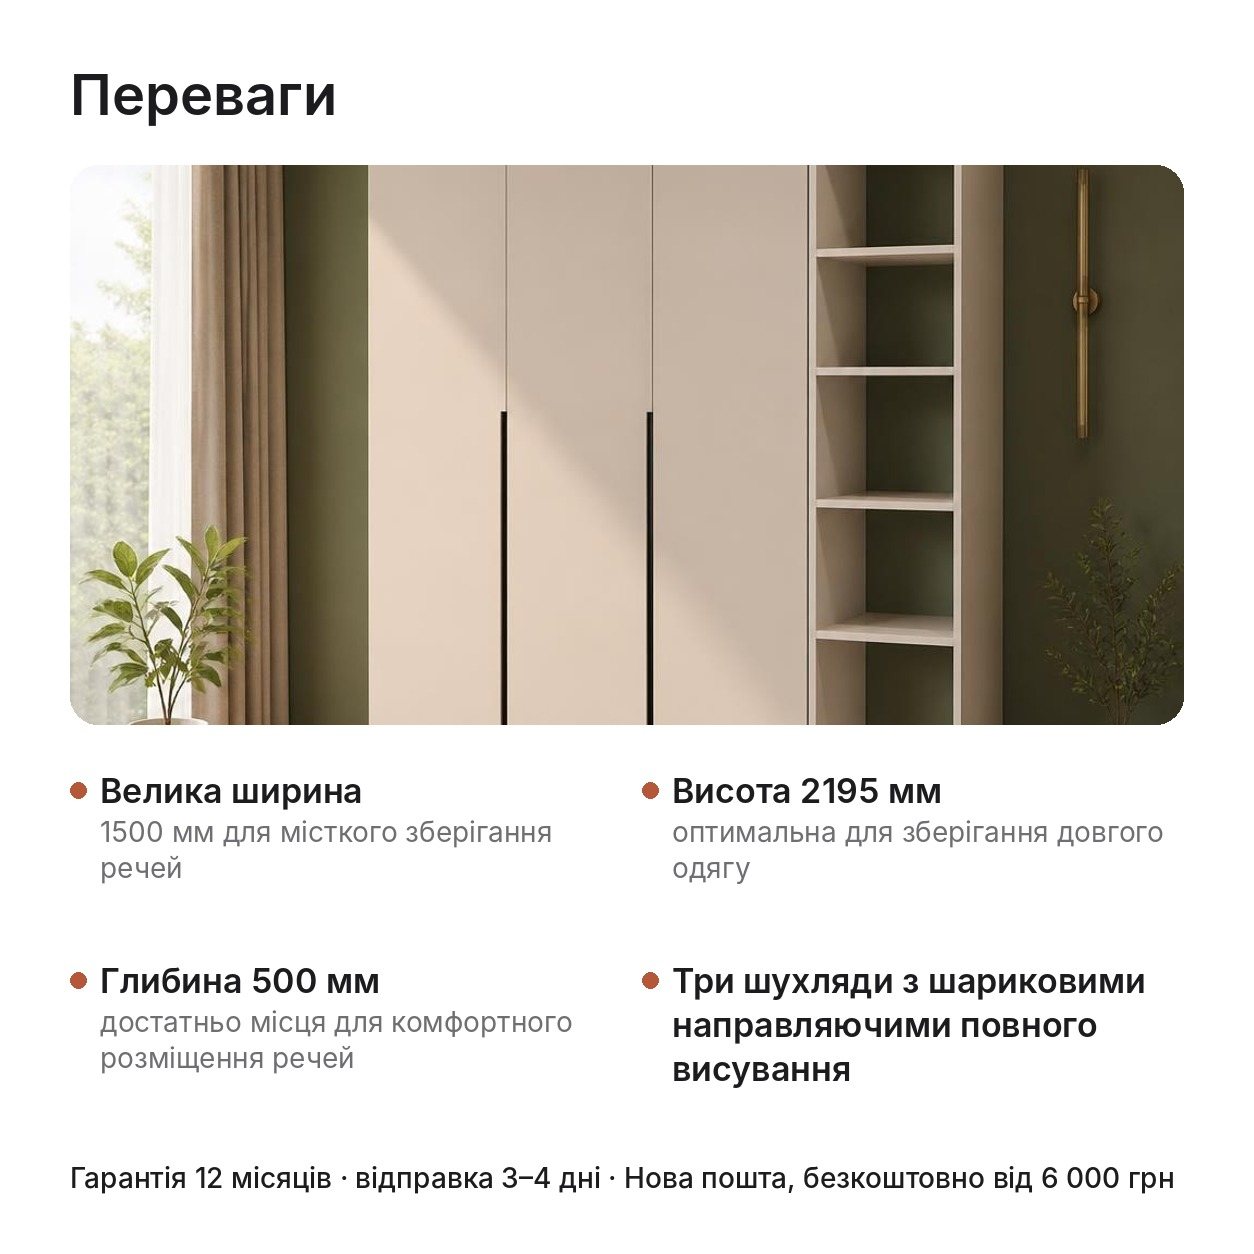 Переваги
Велика ширина
1500 мм для місткого зберігання
речей
Висота 2195 мм
оптимальна для зберігання довгого
одягу
Глибина 500 мм
достатньо місця для комфортного
розміщення речей
Три шухляди з шариковими
направляючими повного
висування
Гарантія 12 місяців · відправка 3–4 дні · Нова пошта, безкоштовно від 6 000 грн